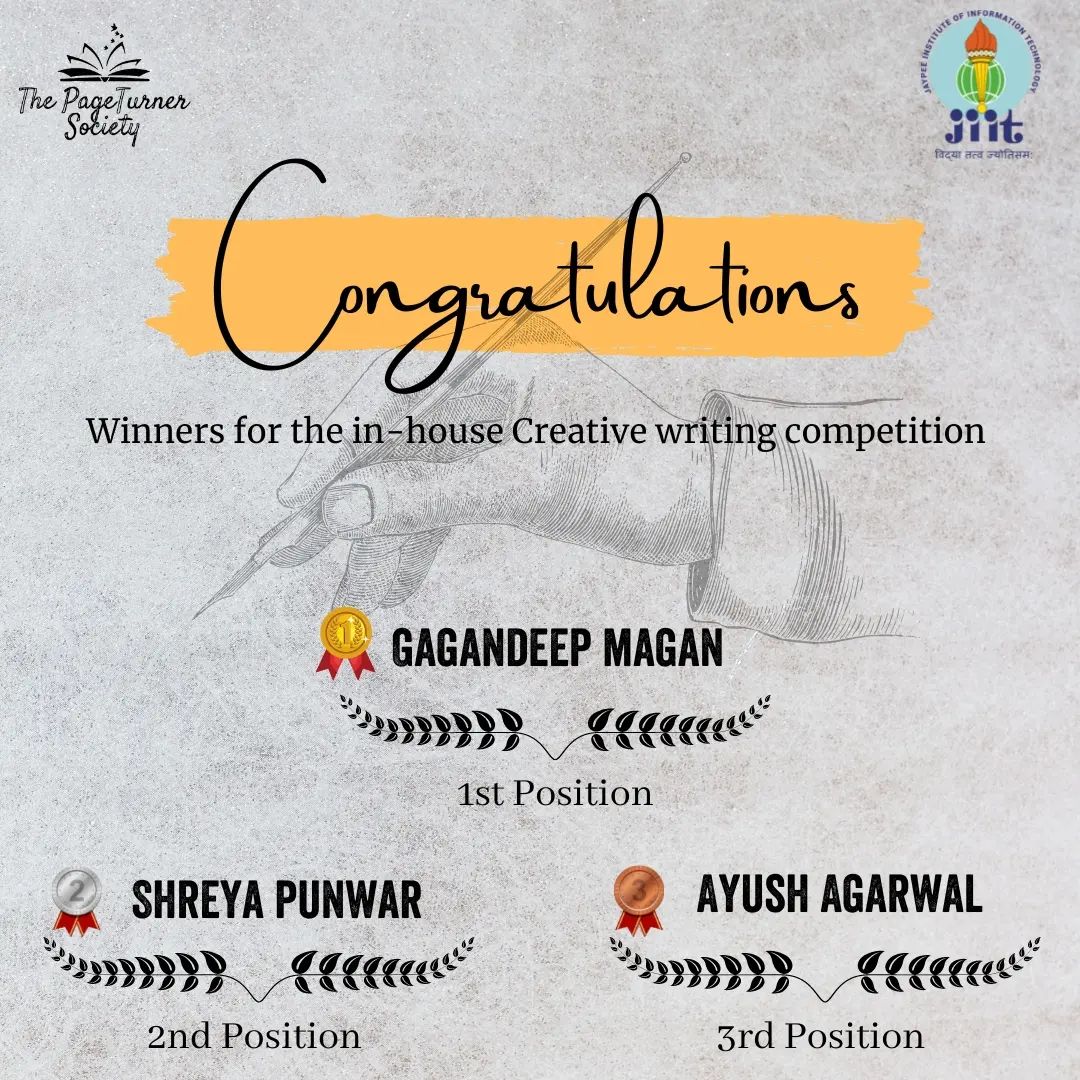 The PageTurner
Society
JAYPEE INSTITUTE OF INFORMATION TECHNOLOGY
jiit
विद्या तत्व ज्योतिसम:
Congratulations
Winners for the in-house Creative writing competition
1
GAGANDEEP MAGAN
1st Position
2
SHREYA PUNWAR
2nd Position
3
AYUSH AGARWAL
3rd Position